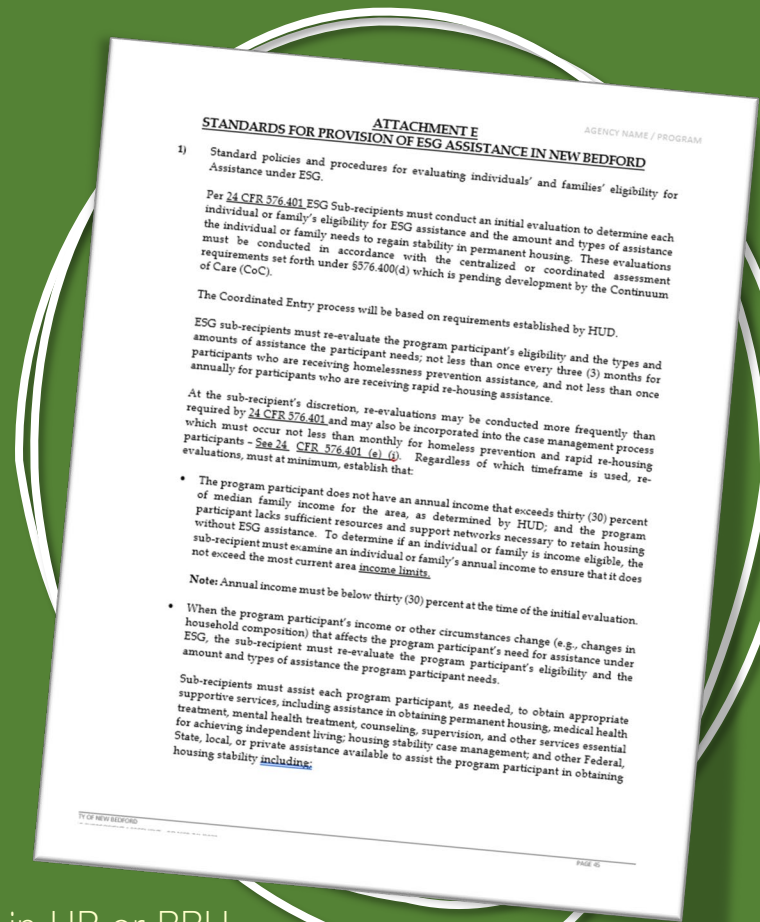 AGENCY NAME / PROGRAM
ATTACHMENT E
STANDARDS FOR PROVISION OF ESG ASSISTANCE IN NEW BEDFORD
1) Standard policies and procedures for evaluating individuals' and families' eligibility for
Assistance under ESG.
Per 24 CFR 576.401 ESG Sub-recipients must conduct an initial evaluation to determine each
individual or family's eligibility for ESG assistance and the amount and types of assistance
the individual or family needs to regain stability in permanent housing. These evaluations
must be conducted in accordance with the centralized or coordinated assessment
requirements set forth under §576.400(d) which is pending development by the Continuum
of Care (CoC).
The Coordinated Entry process will be based on requirements established by HUD.
ESG sub-recipients must re-evaluate the program participant's eligibility and the types and
amounts of assistance the participant needs; not less than once every three (3) months for
participants who are receiving homelessness prevention assistance, and not less than once
annually for participants who are receiving rapid re-housing assistance.
At the sub-recipient's discretion, re-evaluations may be conducted more frequently than
required by 24 CFR 576.401 and may also be incorporated into the case management process
which must occur not less than monthly for homeless prevention and rapid re-housing
participants – See 24 CFR 576.401 (e) (i). Regardless of which timeframe is used, re-
evaluations, must at minimum, establish that:
• The program participant does not have an annual income that exceeds thirty (30) percent
of median family income for the area, as determined by HUD; and the program
participant lacks sufficient resources and support networks necessary to retain housing
without ESG assistance. To determine if an individual or family is income eligible, the
sub-recipient must examine an individual or family's annual income to ensure that it does
not exceed the most current area income limits.
Note: Annual income must be below thirty (30) percent at the time of the initial evaluation.
• When the program participant's income or other circumstances change (e.g., changes in
household composition) that affects the program participant's need for assistance under
ESG, the sub-recipient must re-evaluate the program participant's eligibility and the
amount and types of assistance the program participant needs.
Sub-recipients must assist each program participant, as needed, to obtain appropriate
supportive services, including assistance in obtaining permanent housing, medical health
treatment, mental health treatment, counseling, supervision, and other services essential
for achieving independent living; housing stability case management; and other Federal,
State, local, or private assistance available to assist the program participant in obtaining
housing stability including:
TY OF NEW BEDFORD
PAGE 45